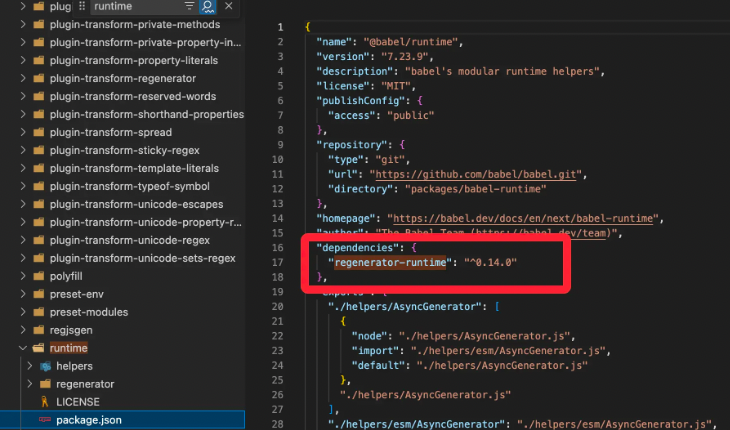 plug
runtime
plugin-transform-private-methods
plugin-transform-private-property-in...
plugin-transform-property-literals
plugin-transform-regenerator
plugin-transform-reserved-words
plugin-transform-shorthand-properties
plugin-transform-spread
plugin-transform-sticky-regex
plugin-transform-template-literals
plugin-transform-typeof-symbol
plugin-transform-unicode-escapes
plugin-transform-unicode-property-r...
plugin-transform-unicode-regex
plugin-transform-unicode-sets-regex
polyfill
preset-env
preset-modules
regjsgen
runtime
helpers
regenerator
LICENSE
package.json
1 {
2 "name": "@babel/runtime",
3 "version": "7.23.9",
4 "description": "babel's modular runtime helpers",
5 "license": "MIT",
6 "publishConfig": {
7 "access": "public"
8 },
9 "repository": {
10 "type": "git",
11 "url": "https://github.com/babel/babel.git",
12 "directory": "packages/babel-runtime"
13 },
14 "homepage": "https://babel.dev/docs/en/next/babel-runtime",
15 "author": "The Babel Team (https://babel.dev/team)",
16 "dependencies": {
17 "regenerator-runtime": "^0.14.0"
18 },
19 "exports": {
20 "./helpers/AsyncGenerator": [
21 {
22 "node": "./helpers/AsyncGenerator.js",
23 "import": "./helpers/esm/AsyncGenerator.js",
24 "default": "./helpers/AsyncGenerator.js"
25 },
26 "./helpers/AsyncGenerator.js"
27 ],
28 "./helpers/esm/AsyncGenerator": "./helpers/esm/AsyncGenerator.js",